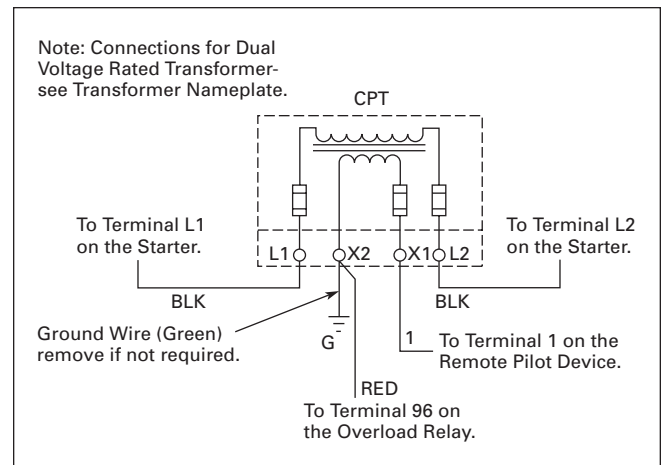 Note: Connections for Dual
Voltage Rated Transformer-
see Transformer Nameplate.
CPT
To Terminal L1
on the Starter.
To Terminal L2
on the Starter.
L1
X2
X1
L2
BLK
BLK
Ground Wire (Green)
remove if not required.
G
1
To Terminal 1 on the
Remote Pilot Device.
RED
To Terminal 96 on
the Overload Relay.